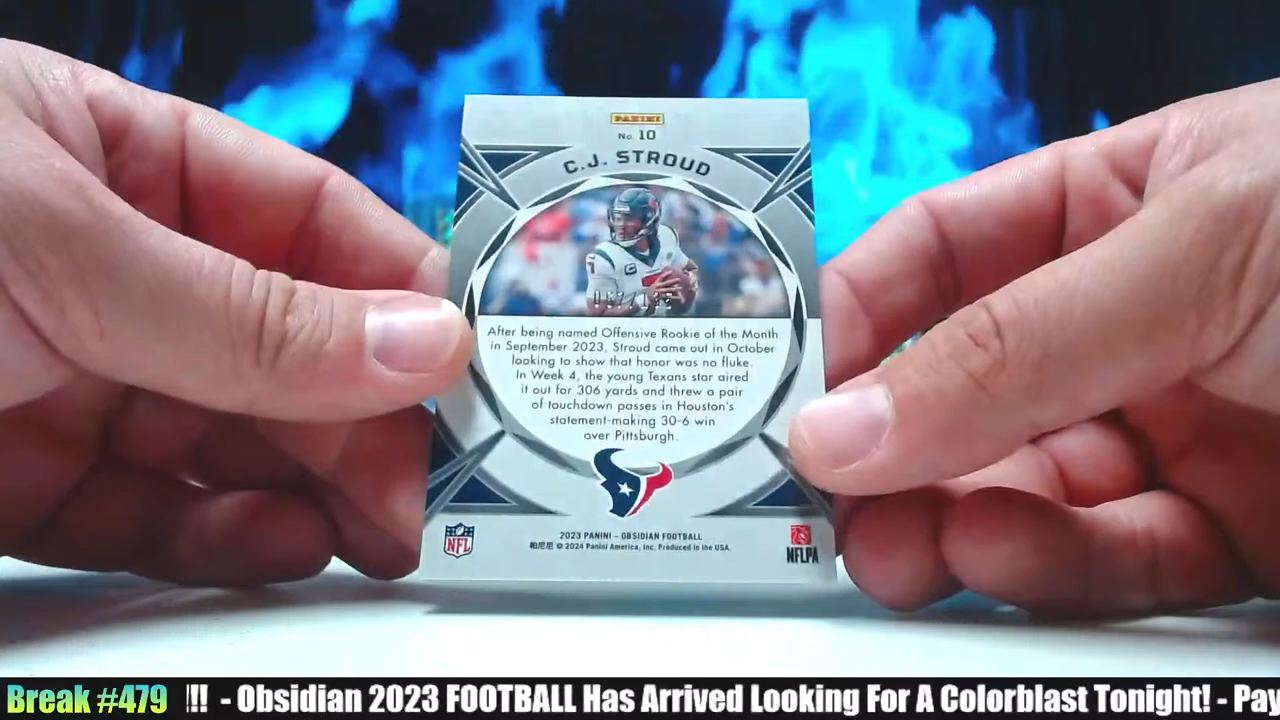 PANINI
No. 10
C.J. STROUD
After being named Offensive Rookie of the Month
in September 2023, Stroud came out in October
looking to show that honor was no fluke.
In Week 4, the young Texans star aired
it out for 306 yards and threw a pair
of touchdown passes in Houston's
statement-making 30-6 win
over Pittsburgh.
NFL
2023 PANINI – OBSIDIAN FOOTBALL
帕尼尼 © 2024 Panini America, Inc. Produced in the USA.
NFLPA
Break #479 !!! - Obsidian 2023 FOOTBALL Has Arrived Looking For A Colorblast Tonight! - Pay